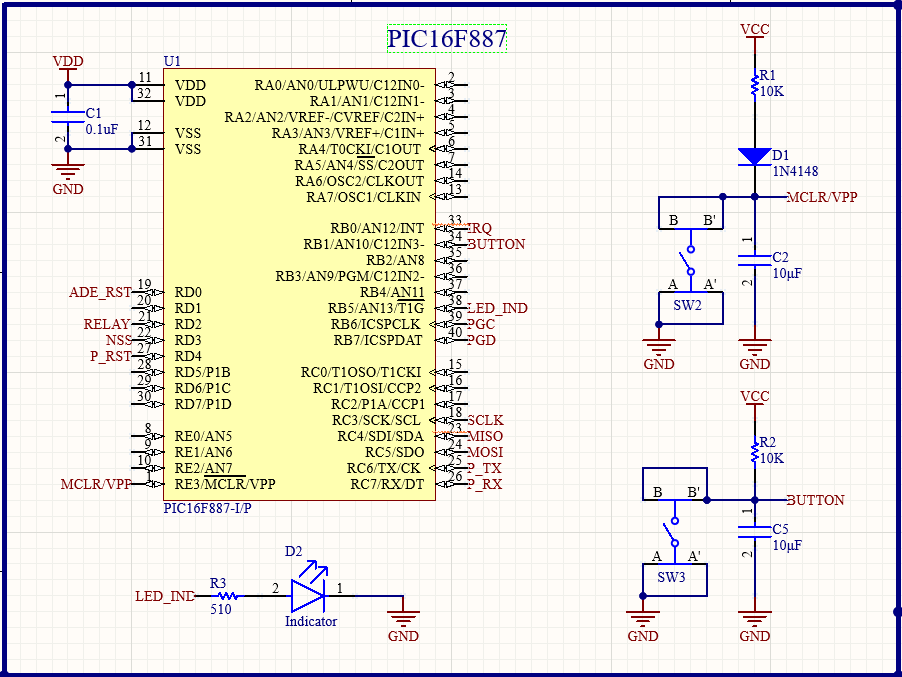 PIC16F887
VDD
U1
11 VDD
32 VDD
12 VSS
31 VSS
1
C1
0.1uF
2
GND
RA0/AN0/ULPWU/C12IN0- 2
RA1/AN1/C12IN1- 3
RA2/AN2/VREF-/CVREF/C2IN+ 4
RA3/AN3/VREF+/C1IN+ 5
RA4/T0CKI/C1OUT 6
RA5/AN4/SS/C2OUT 7
RA6/OSC2/CLKOUT 14
RA7/OSC1/CLKIN 13
RB0/AN12/INT 33 IRQ
RB1/AN10/C12IN3- 34 BUTTON
RB2/AN8 35
RB3/AN9/PGM/C12IN2- 36
RB4/AN11 37
RB5/AN13/T1G 38 LED_IND
RB6/ICSPCLK 39 PGC
RB7/ICSPDAT 40 PGD
ADE_RST 19 RD0
20 RD1
RELAY 21 RD2
NSS 22 RD3
P_RST 27 RD4
28 RD5/P1B
29 RD6/P1C
30 RD7/P1D
RC0/T1OSO/T1CKI 15
RC1/T1OSI/CCP2 16
RC2/P1A/CCP1 17
RC3/SCK/SCL 18 SCLK
RC4/SDI/SDA 23 MISO
RC5/SDO 24 MOSI
RC6/TX/CK 25 P_TX
RC7/RX/DT 26 P_RX
8 RE0/AN5
9 RE1/AN6
10 RE2/AN7
MCLR/VPP 1 RE3/MCLR/VPP
PIC16F887-I/P
VCC
R1
10K
D1
1N4148
MCLR/VPP
B B'
A A'
SW2
1
C2
10µF
2
GND
GND
VCC
R2
10K
BUTTON
B B'
A A'
SW3
1
C5
10µF
2
GND
GND
D2
LED_IND
R3
510
2
1
Indicator
GND